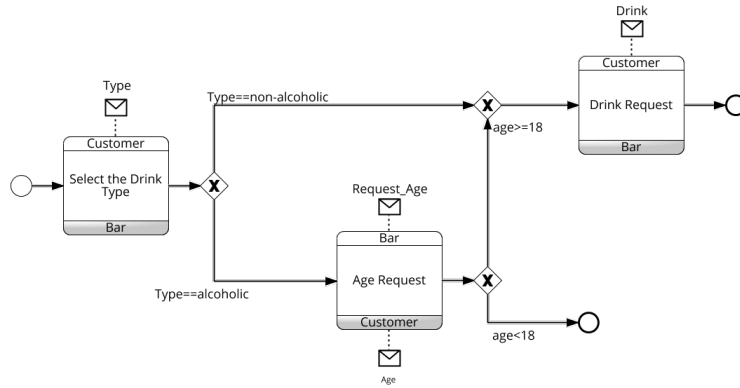 Drink
Customer
Drink Request
Bar
Type
Customer
Select the Drink
Type
Bar
Type==non-alcoholic
age>=18
Request_Age
Bar
Age Request
Customer
Age
Type==alcoholic
age<18